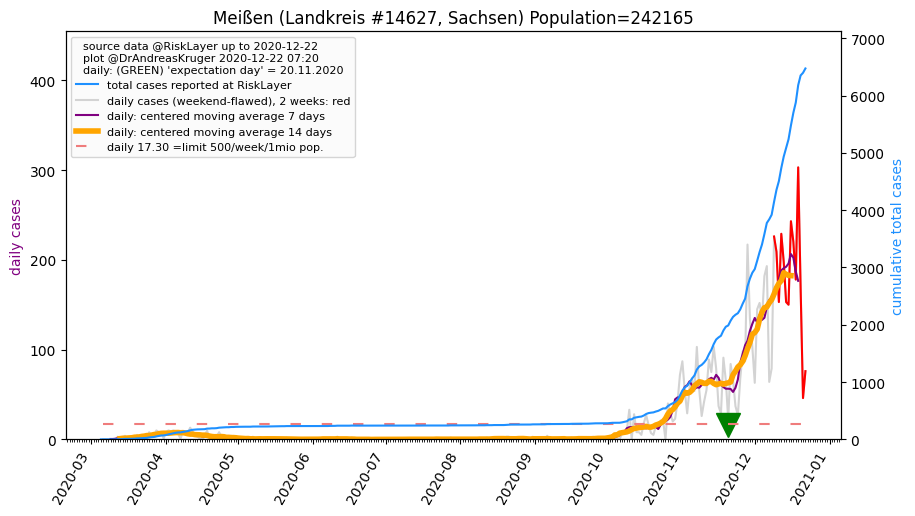 Meißen (Landkreis #14627, Sachsen) Population=242165
source data @RiskLayer up to 2020-12-22
plot @DrAndreasKruger 2020-12-22 07:20
daily: (GREEN) 'expectation day' = 20.11.2020
total cases reported at RiskLayer
daily cases (weekend-flawed), 2 weeks: red
daily: centered moving average 7 days
daily: centered moving average 14 days
daily 17.30 =limit 500/week/1mio pop.
daily cases
400
300
200
100
0
7000
6000
5000
4000
3000
2000
1000
0
cumulative total cases
2020-03
2020-04
2020-05
2020-06
2020-07
2020-08
2020-09
2020-10
2020-11
2020-12
2021-01